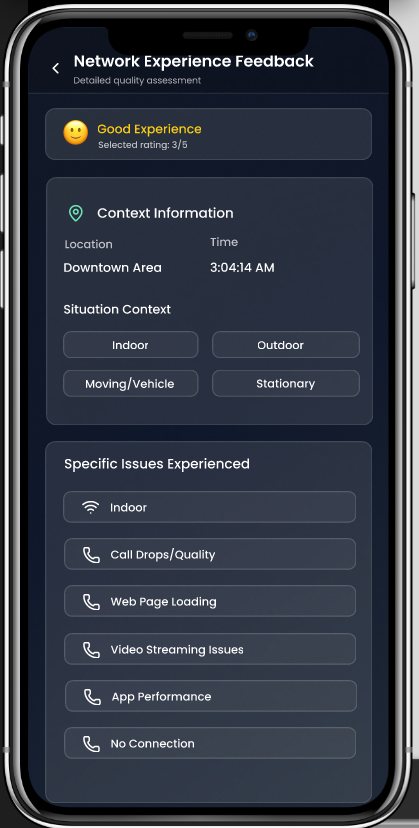 Network Experience Feedback
Detailed quality assessment
Good Experience
Selected rating: 3/5
Context Information
Location
Time
Downtown Area
3:04:14 AM
Situation Context
Indoor
Outdoor
Moving/Vehicle
Stationary
Specific Issues Experienced
Indoor
Call Drops/Quality
Web Page Loading
Video Streaming Issues
App Performance
No Connection